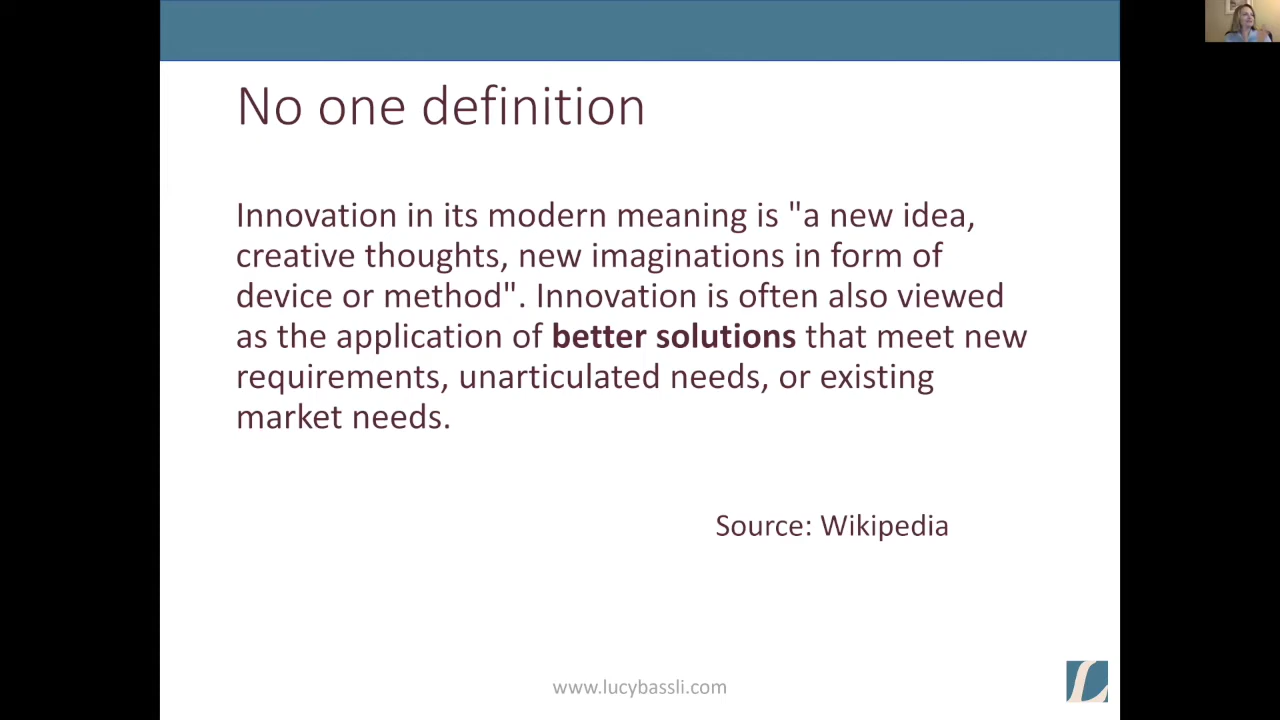 No one definition
Innovation in its modern meaning is "a new idea,
creative thoughts, new imaginations in form of
device or method". Innovation is often also viewed
as the application of better solutions that meet new
requirements, unarticulated needs, or existing
market needs.
Source: Wikipedia
www.lucybassli.com
L